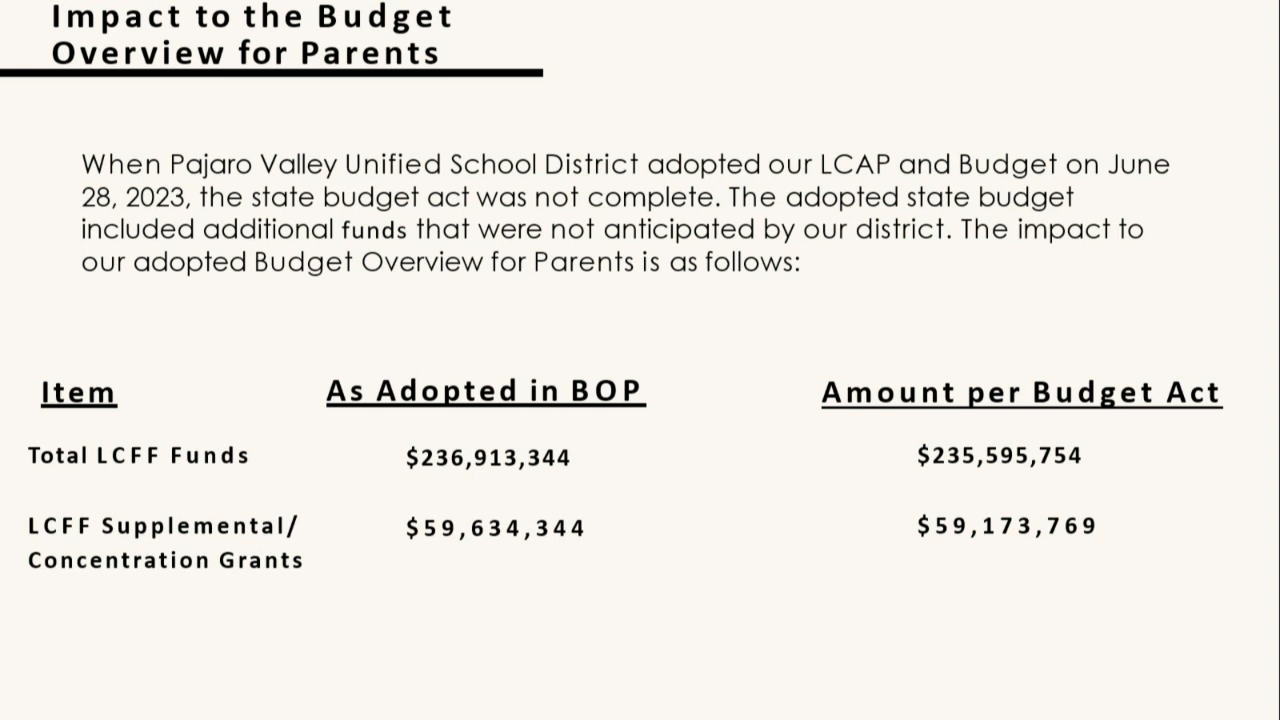 Impact to the Budget
Overview for Parents
When Pajaro Valley Unified School District adopted our LCAP and Budget on June
28, 2023, the state budget act was not complete. The adopted state budget
included additional funds that were not anticipated by our district. The impact to
our adopted Budget Overview for Parents is as follows:
Item As Adopted in BOP Amount per Budget Act
Total LCFF Funds $236,913,344 $235,595,754
LCFF Supplemental/ $59,634,344 $59,173,769
Concentration Grants